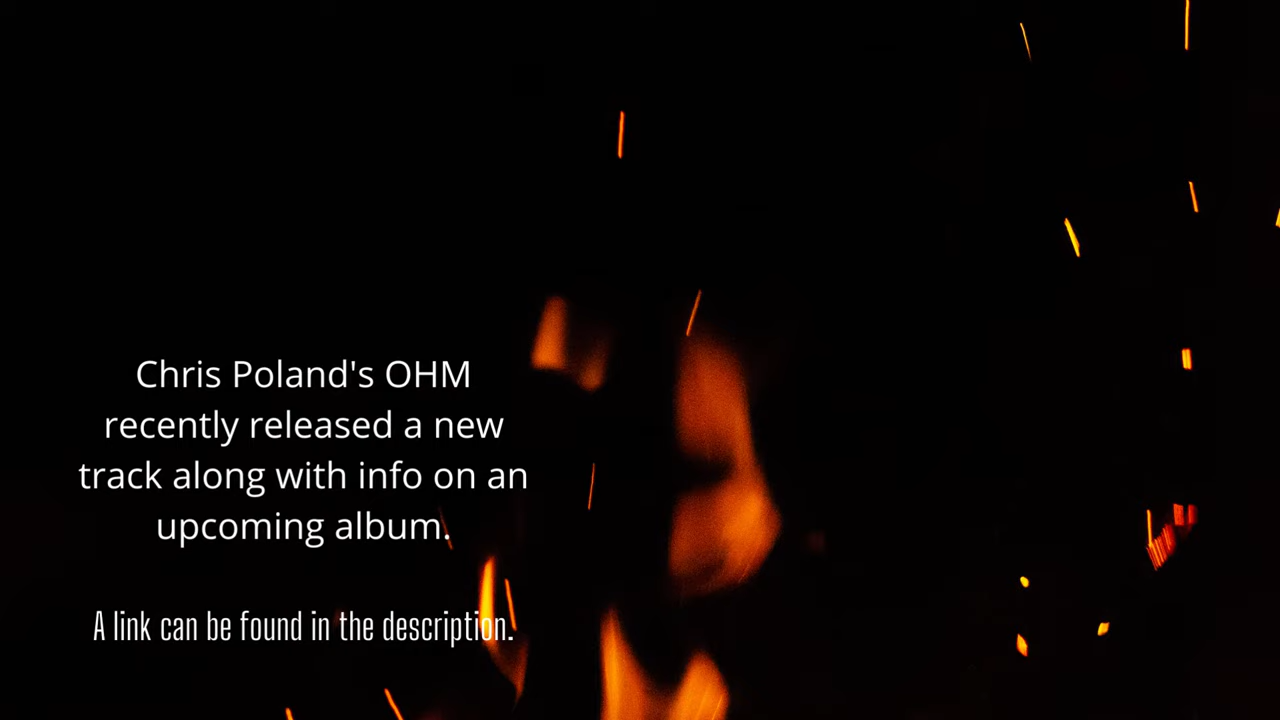 Chris Poland's OHM
recently released a new
track along with info on an
upcoming album.
A link can be found in the description.